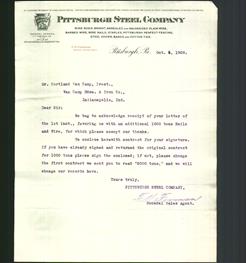 PITTSBURGH STEEL COMPANY
Pittsburgh, Pa. Oct. 1908.
Mr. Cortland Van Camp, Prest.,
Van Camp Hdwe. & Iron Co.,
Indianapolis, Ind.
Dear Sir:
We beg to acknowledge receipt of your letter of
the 1st inst., favoring us with an additional 1000 tons Nails
and Wire, for which please accept our thanks.
We enclose herewith contract for your signature.
If you have already signed and returned the original contract
for 1000 tons please sign the enclosed; if not, please change
the first contract we sent you to read "2000 tons," and we will
change our records here.
Yours truly,
PITTSBURGH STEEL COMPANY,
General Sales Agent.